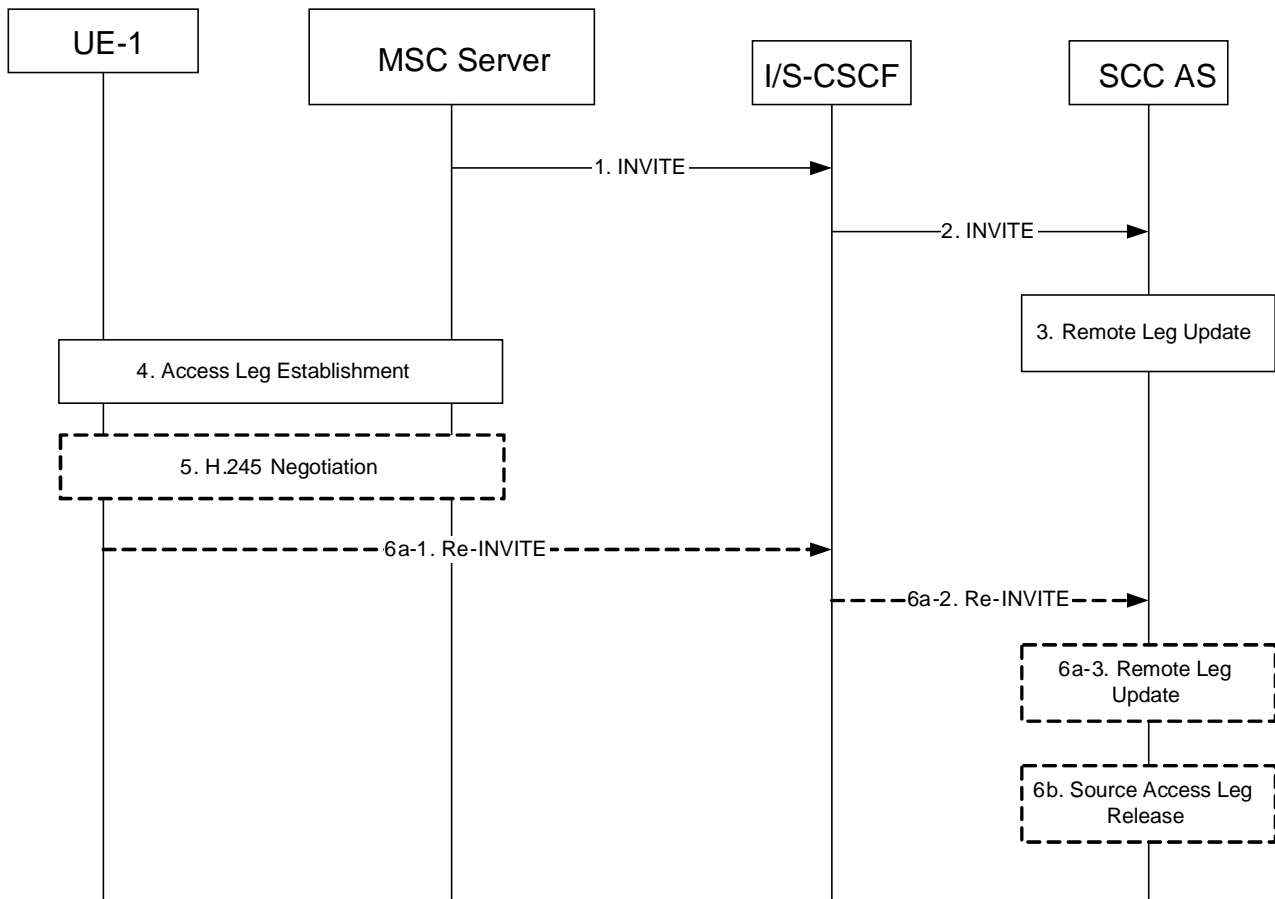 UE-1
MSC Server
I/S-CSCF
SCC AS
1. INVITE
2. INVITE
3. Remote Leg Update
4. Access Leg Establishment
5. H.245 Negotiation
6a-1. Re-INVITE
6a-2. Re-INVITE
6a-3. Remote Leg
Update
6b. Source Access Leg
Release